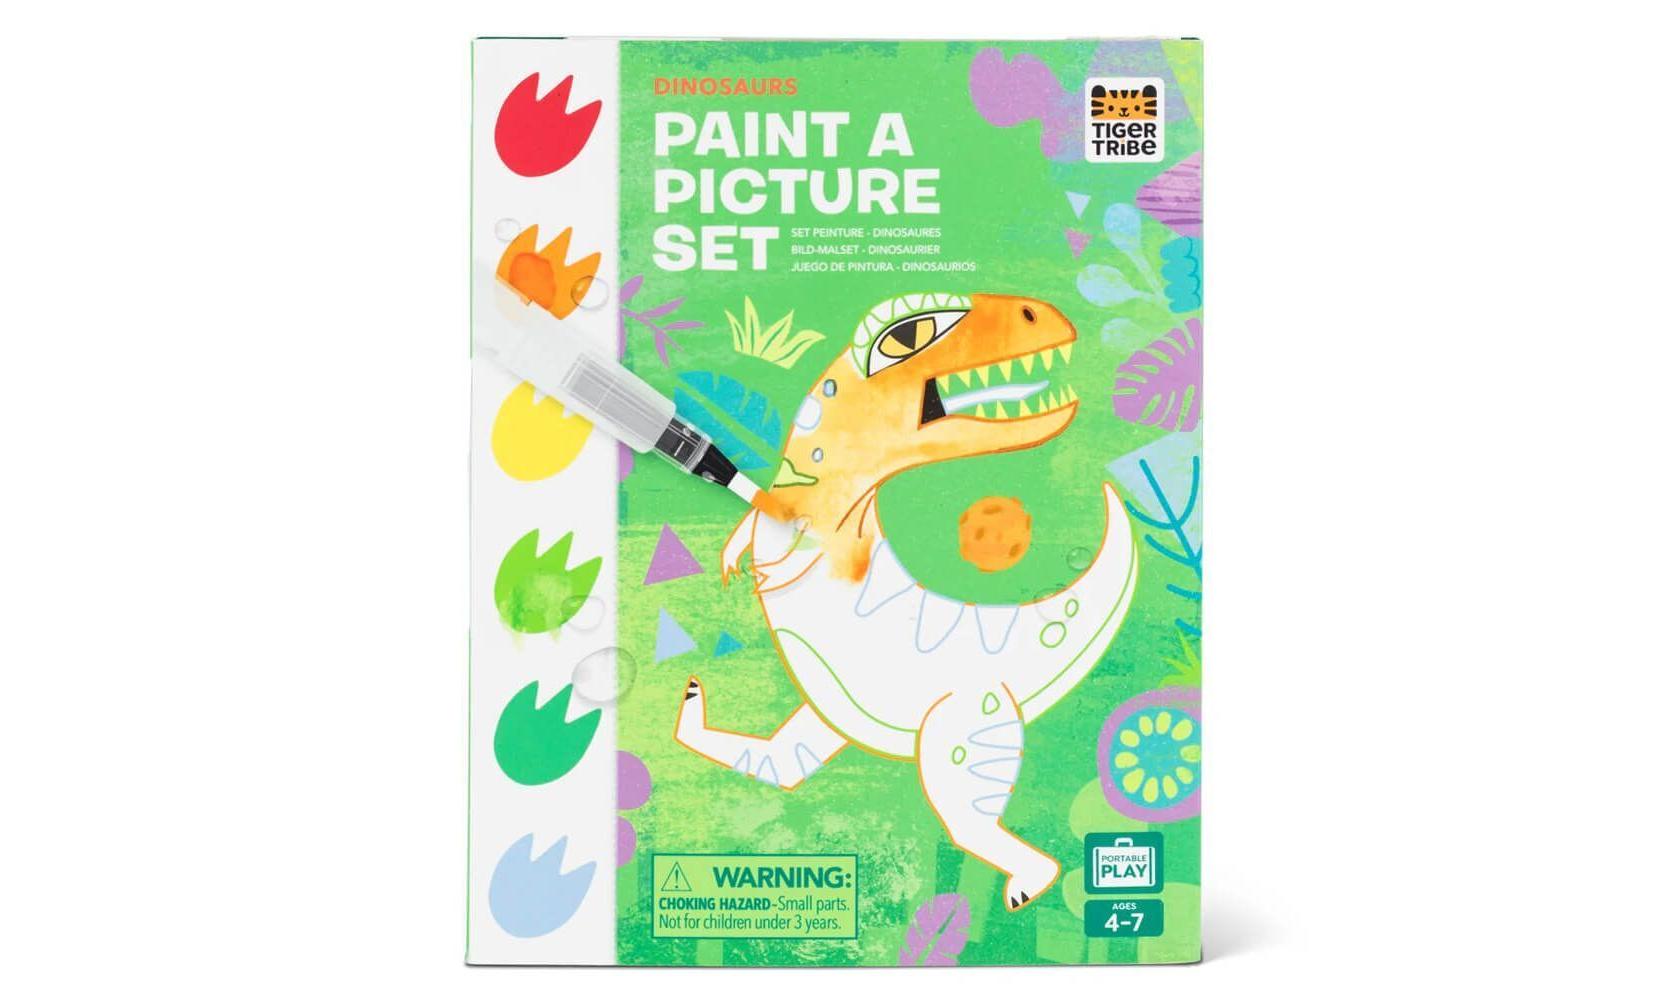 DINOSAURS
PAINT A
PICTURE
SET
SET PEINTURE - DINOSAURES
BILD-MALSET - DINOSAURIER
JUEGO DE PINTURA - DINOSAURIOS
TIGER
TRIBE
WARNING:
CHOKING HAZARD-Small parts.
Not for children under 3 years.
PORTABLE
PLAY
AGES
4-7